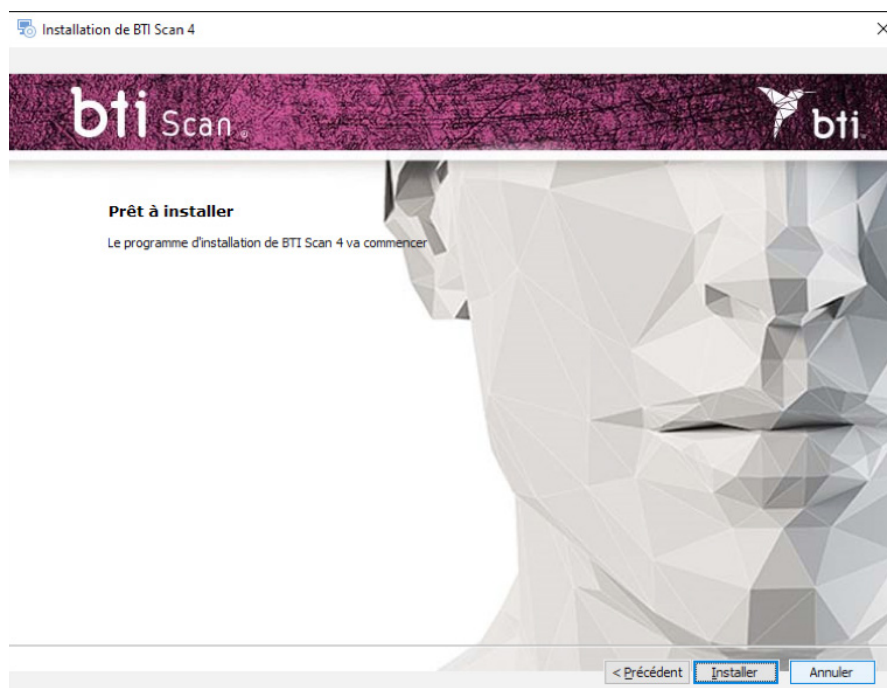 Installation de BTI Scan 4
bti Scan ®
bti
Prêt à installer
Le programme d'installation de BTI Scan 4 va commencer
< Précédent
Installer
Annuler